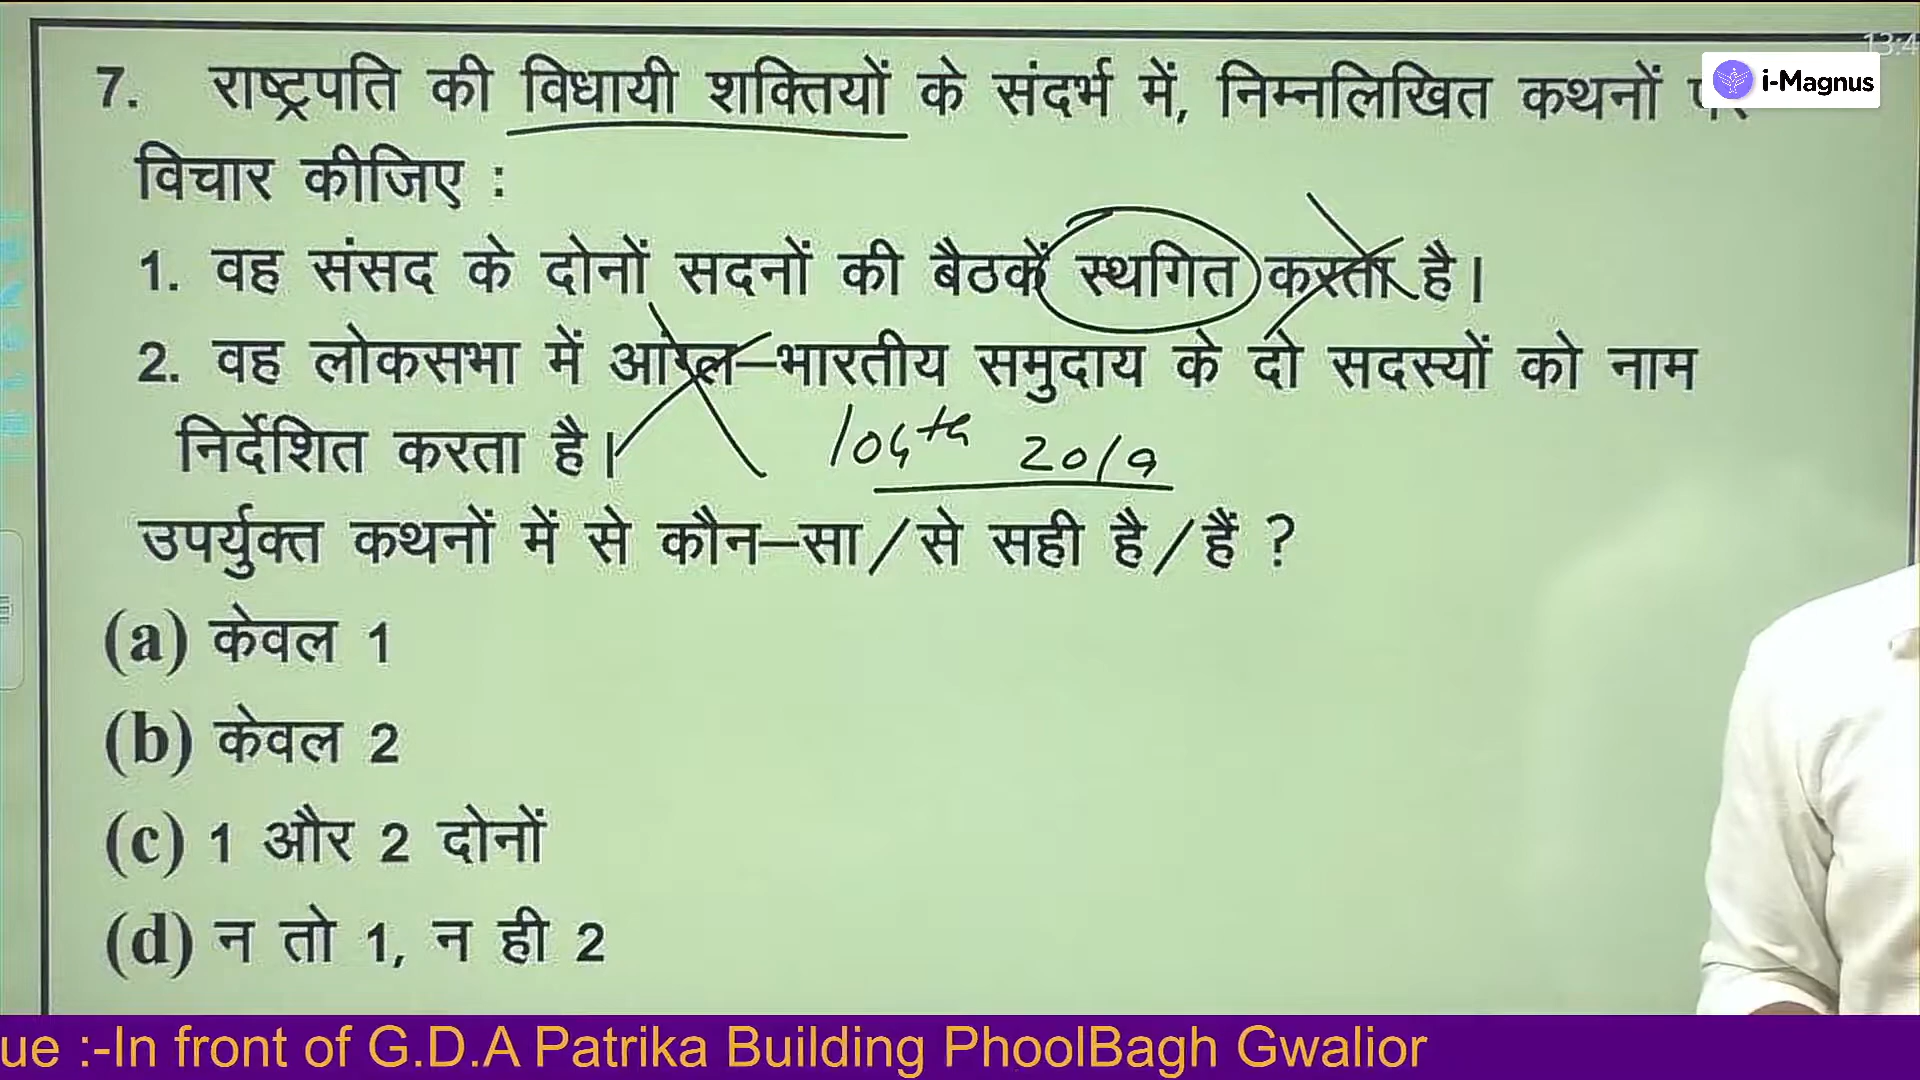 13:4
i-Magnus
7. राष्ट्रपति की विधायी शक्तियों के संदर्भ में, निम्नलिखित कथनों पर
विचार कीजिए :
1. वह संसद के दोनों सदनों की बैठकें स्थगित करता है।
2. वह लोकसभा में आंग्ल–भारतीय समुदाय के दो सदस्यों को नाम
निर्देशित करता है।
104th 2019
उपर्युक्त कथनों में से कौन–सा/से सही है/हैं ?
(a) केवल 1
(b) केवल 2
(c) 1 और 2 दोनों
(d) न तो 1, न ही 2
ue :-In front of G.D.A Patrika Building PhoolBagh Gwalior